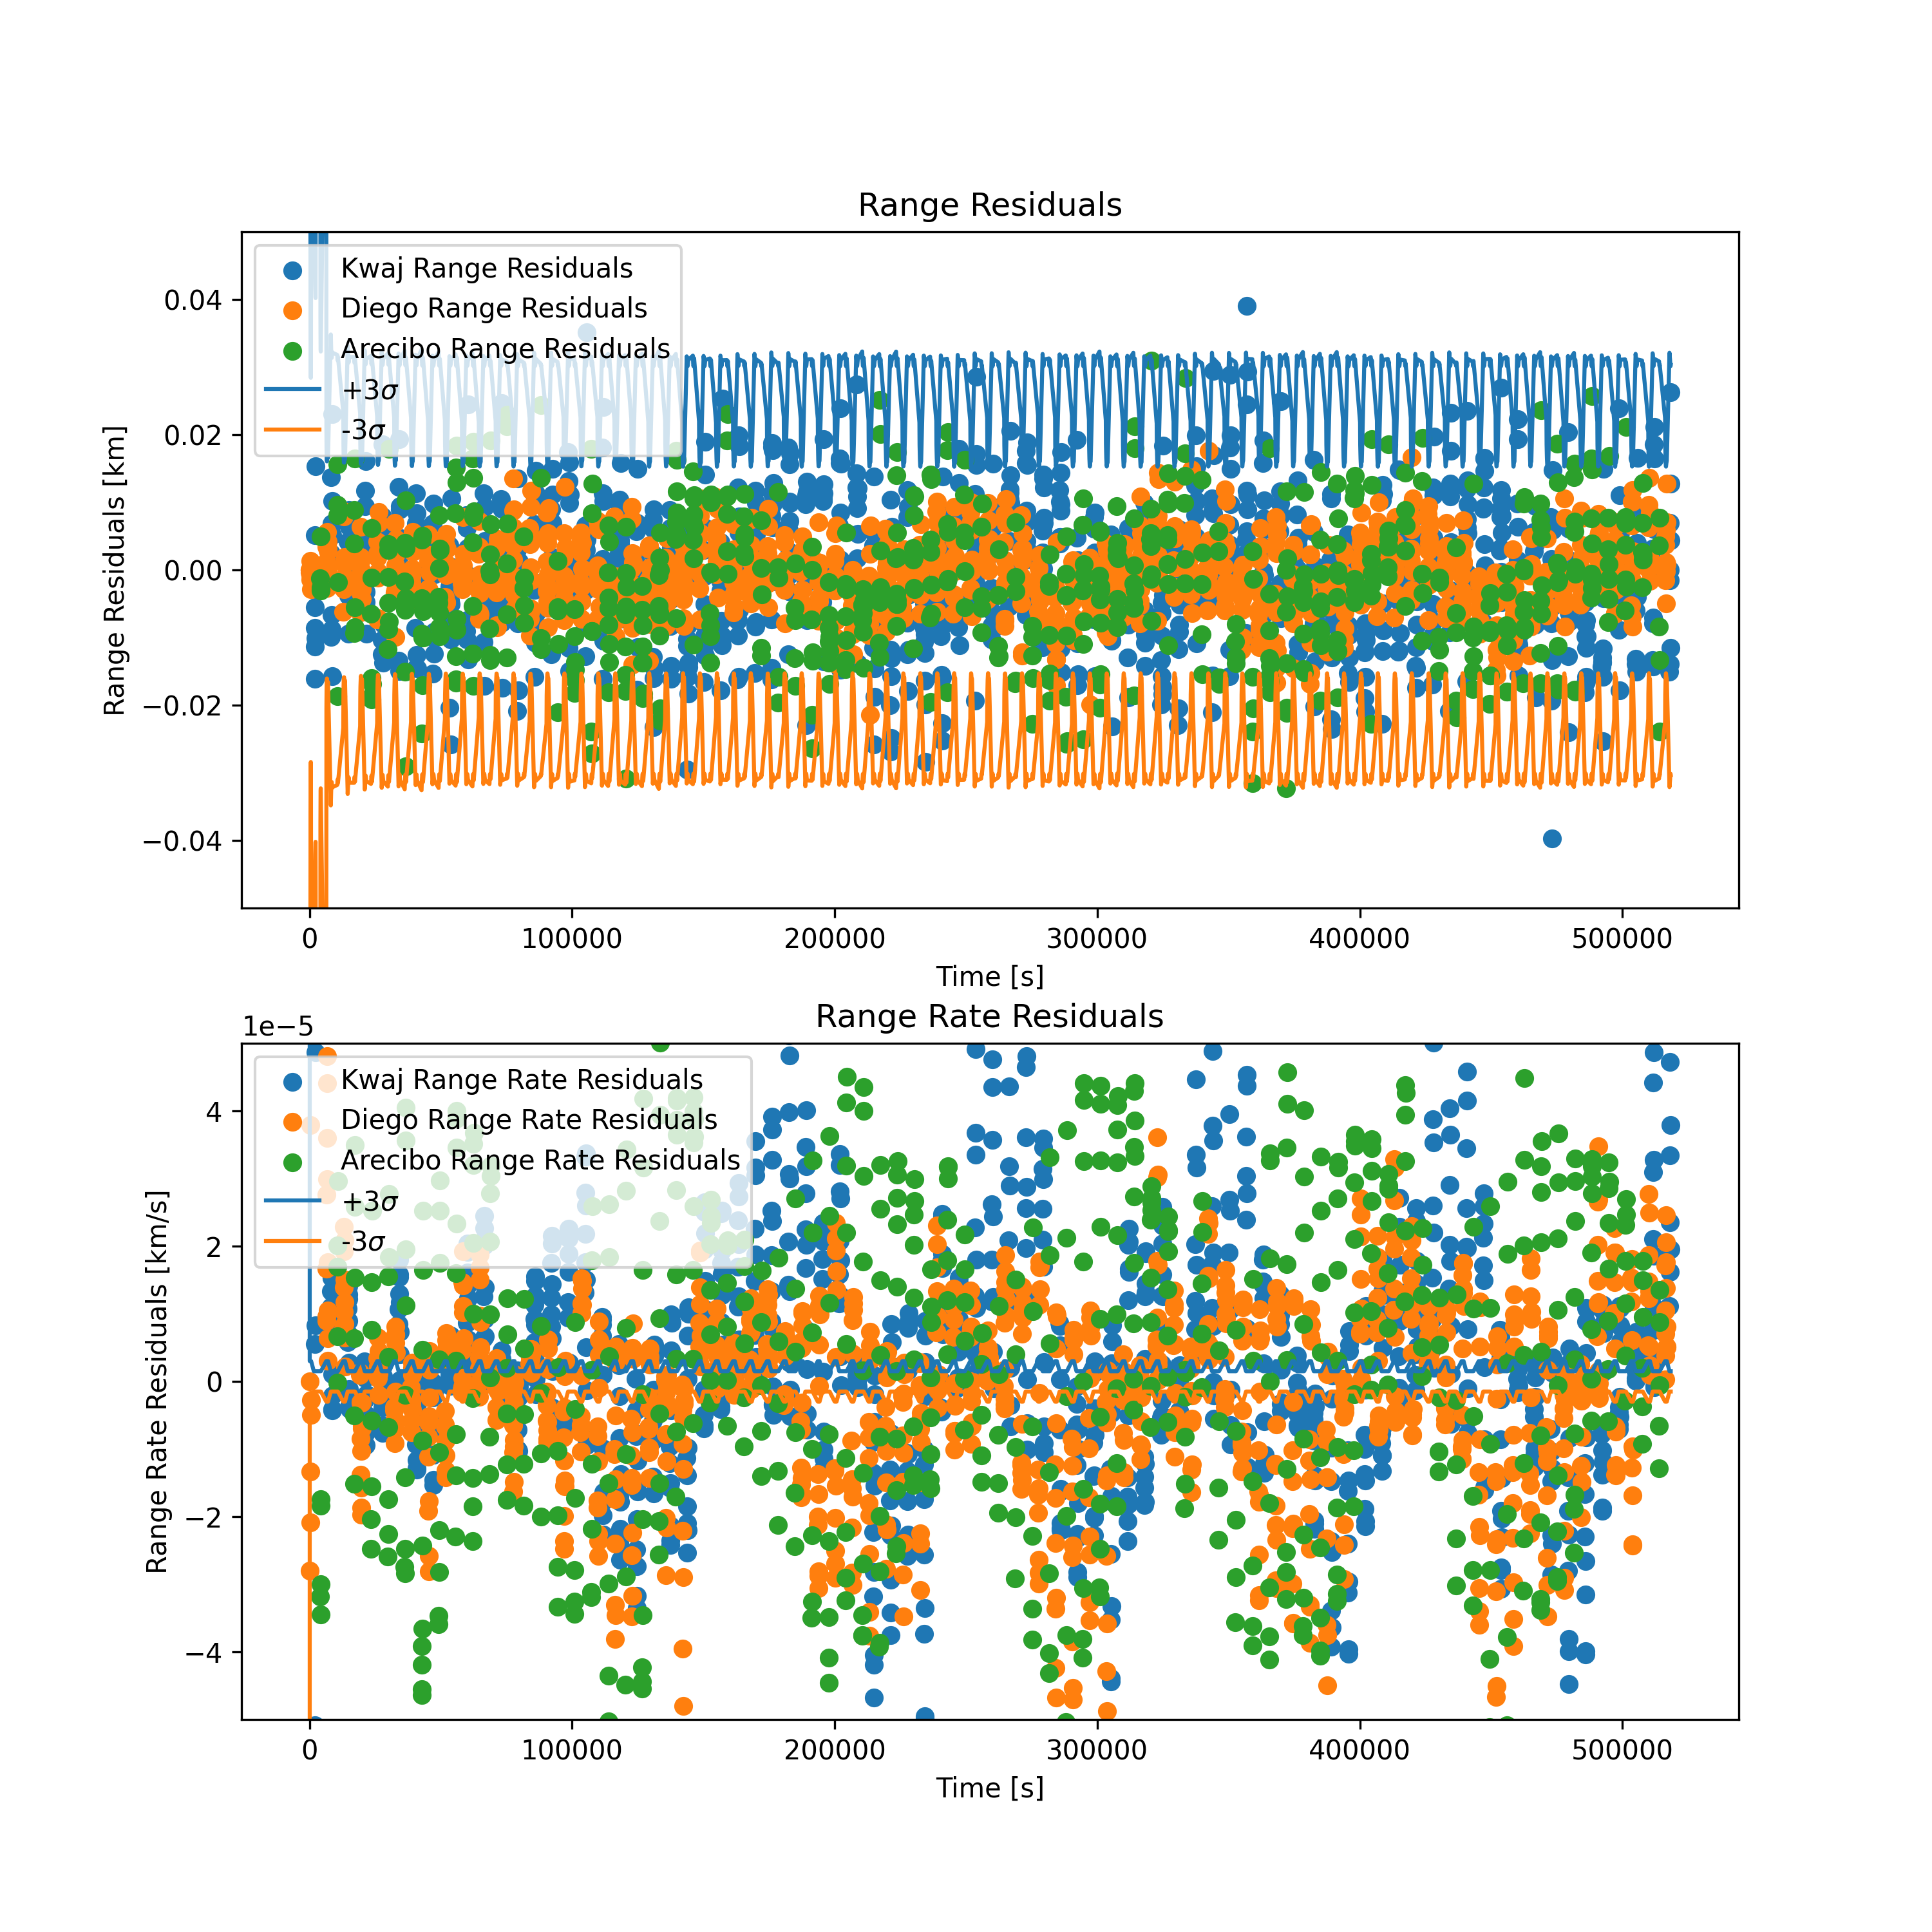 Range Residuals
Kwaj Range Residuals
Diego Range Residuals
Arecibo Range Residuals
+3σ
-3σ
Range Residuals [km]
0.04
0.02
0.00
−0.02
−0.04
0 100000 200000 300000 400000 500000
Time [s]
Range Rate Residuals
1e−5
Kwaj Range Rate Residuals
Diego Range Rate Residuals
Arecibo Range Rate Residuals
+3σ
-3σ
Range Rate Residuals [km/s]
4
2
0
−2
−4
0 100000 200000 300000 400000 500000
Time [s]